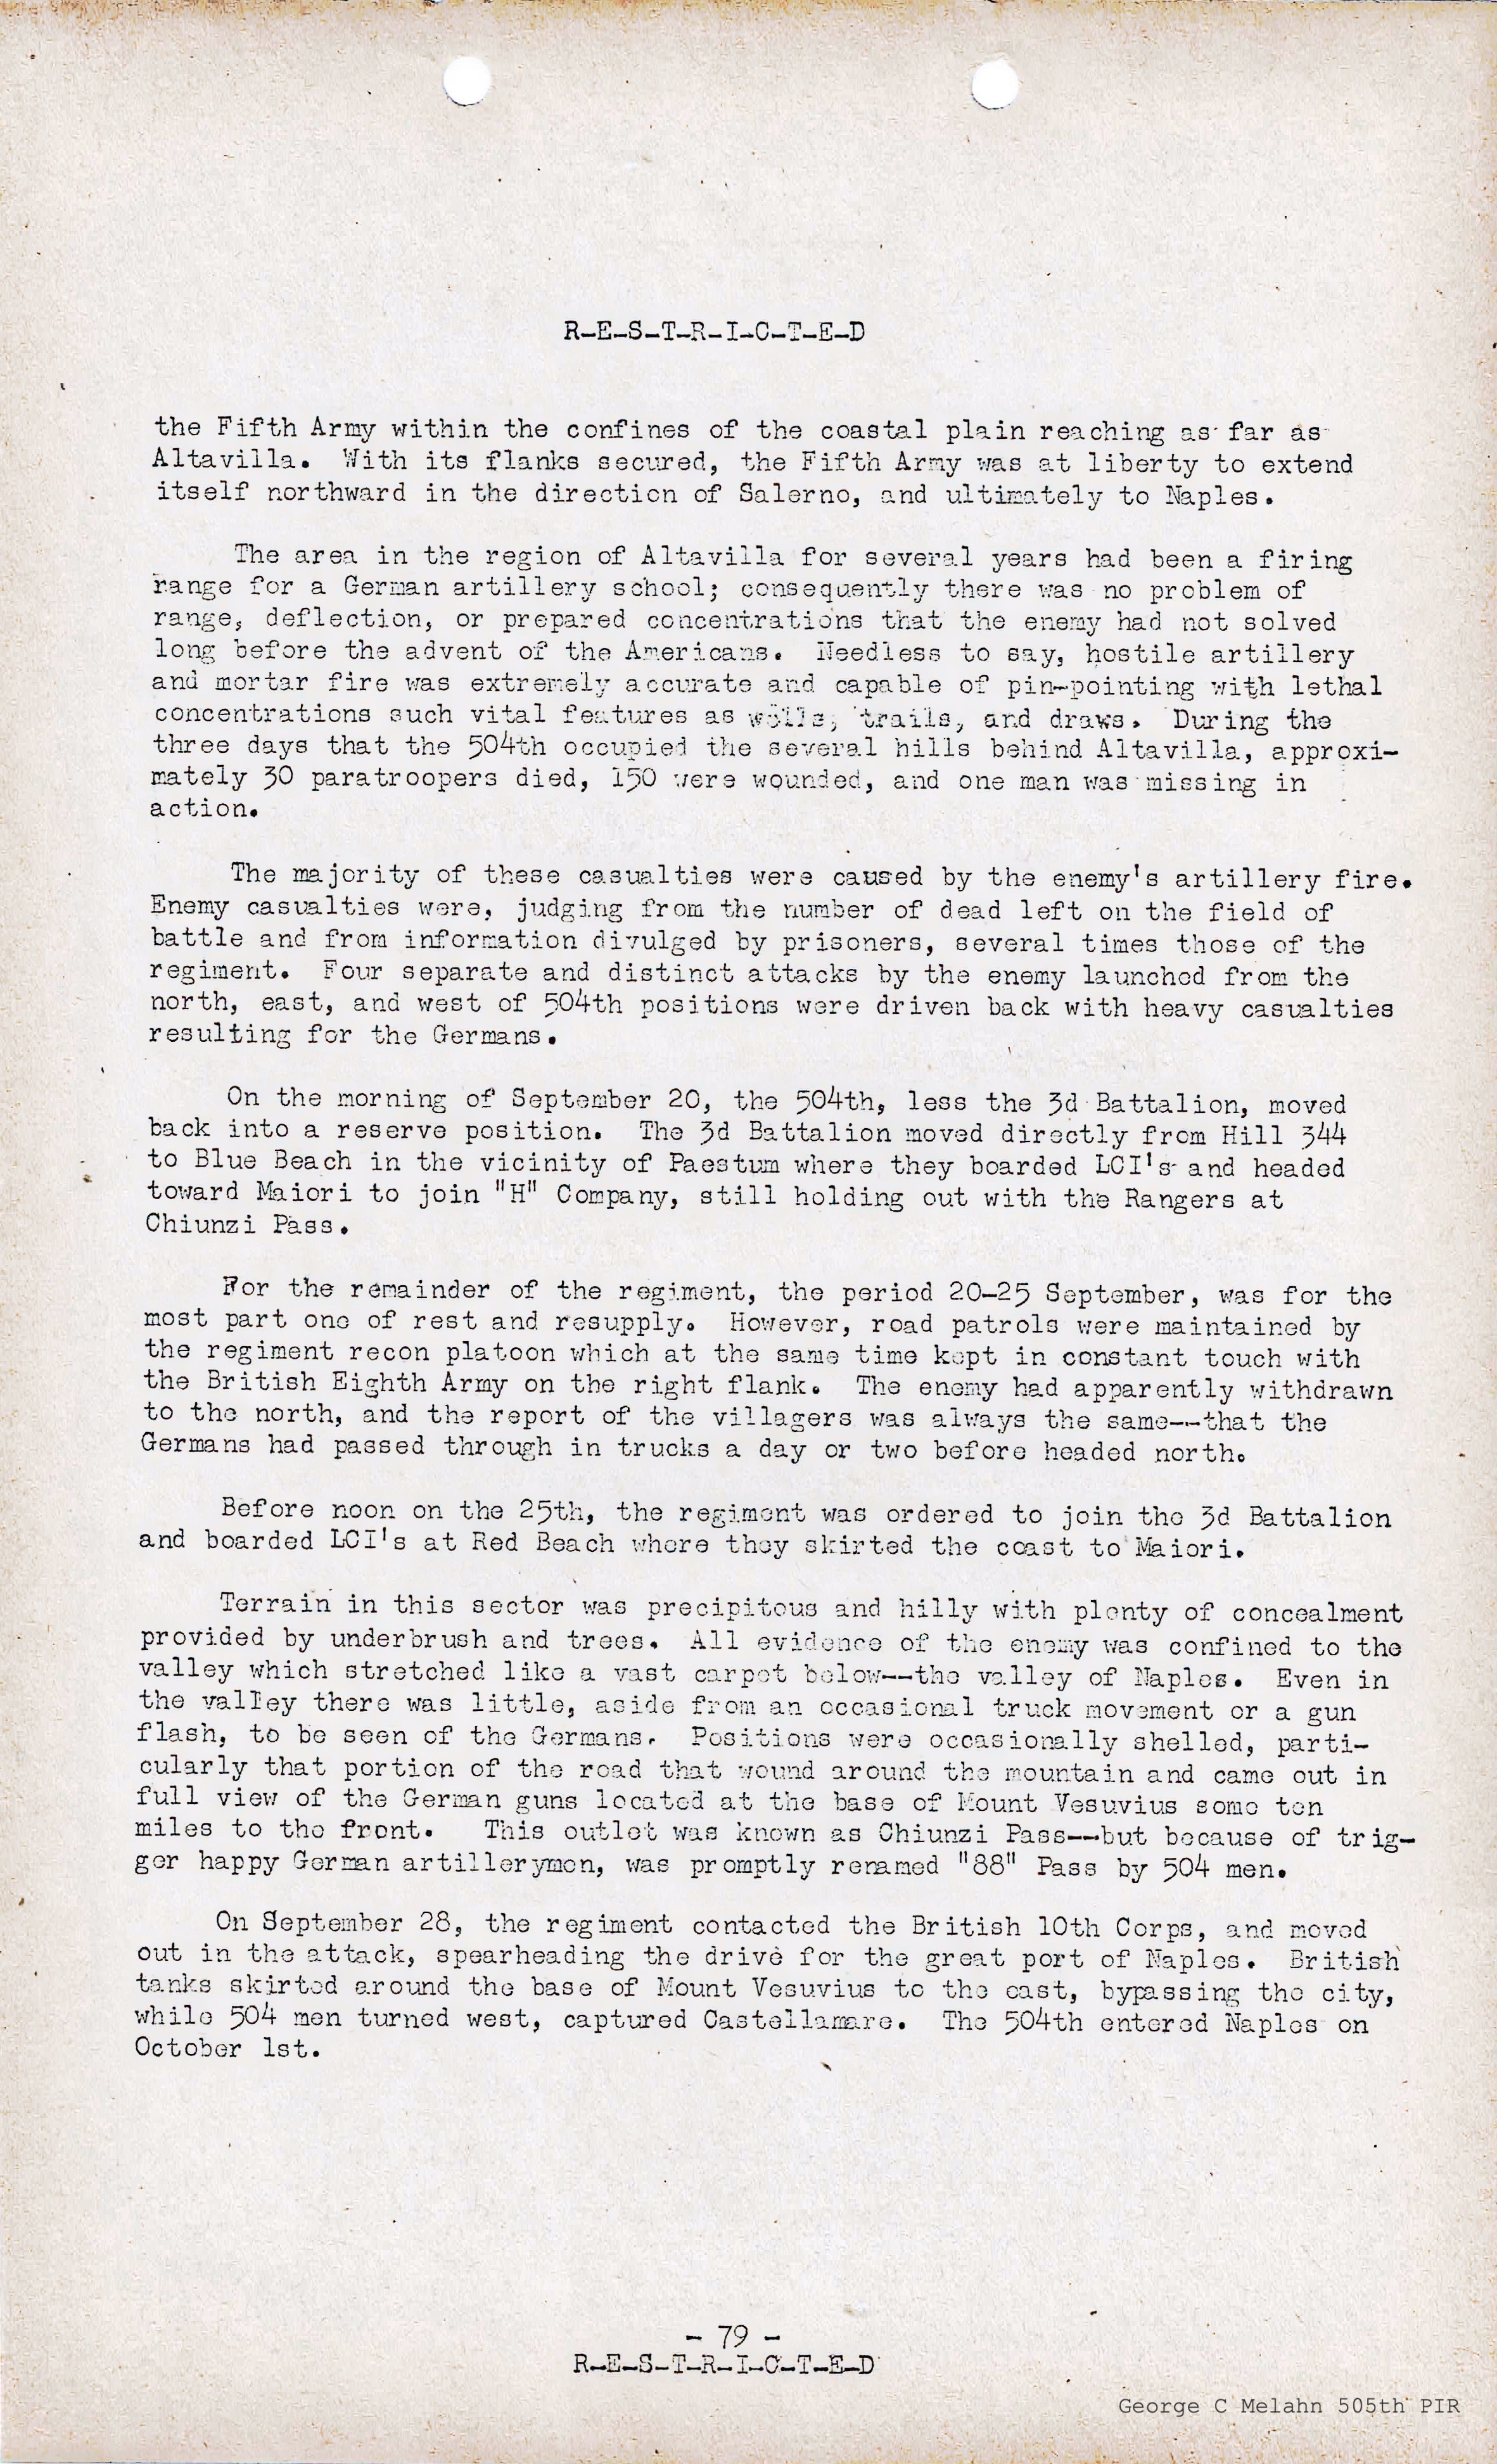 R-E-S-T-R-I-C-T-E-D
the Fifth Army within the confines of the coastal plain reaching as far as
Altavilla. With its flanks secured, the Fifth Army was at liberty to extend
itself northward in the direction of Salerno, and ultimately to Naples.
The area in the region of Altavilla for several years had been a firing
range for a German artillery school; consequently there was no problem of
range, deflection, or prepared concentrations that the enemy had not solved
long before the advent of the Americans. Needless to say, hostile artillery
and mortar fire was extremely accurate and capable of pin-pointing with lethal
concentrations such vital features as wells, trails, and draws. During the
three days that the 504th occupied the several hills behind Altavilla, approxi-
mately 30 paratroopers died, 150 were wounded, and one man was missing in
action.
The majority of these casualties were caused by the enemy's artillery fire.
Enemy casualties were, judging from the number of dead left on the field of
battle and from information divulged by prisoners, several times those of the
regiment. Four separate and distinct attacks by the enemy launched from the
north, east, and west of 504th positions were driven back with heavy casualties
resulting for the Germans.
On the morning of September 20, the 504th, less the 3d Battalion, moved
back into a reserve position. The 3d Battalion moved directly from Hill 344
to Blue Beach in the vicinity of Paestum where they boarded LCI's and headed
toward Maiori to join "H" Company, still holding out with the Rangers at
Chiunzi Pass.
For the remainder of the regiment, the period 20-25 September, was for the
most part one of rest and resupply. However, road patrols were maintained by
the regiment recon platoon which at the same time kept in constant touch with
the British Eighth Army on the right flank. The enemy had apparently withdrawn
to the north, and the report of the villagers was always the same--that the
Germans had passed through in trucks a day or two before headed north.
Before noon on the 25th, the regiment was ordered to join the 3d Battalion
and boarded LCI's at Red Beach where they skirted the coast to Maiori.
Terrain in this sector was precipitous and hilly with plenty of concealment
provided by underbrush and trees. All evidence of the enemy was confined to the
valley which stretched like a vast carpet below--the valley of Naples. Even in
the valley there was little, aside from an occasional truck movement or a gun
flash, to be seen of the Germans. Positions were occasionally shelled, parti-
cularly that portion of the road that wound around the mountain and came out in
full view of the German guns located at the base of Mount Vesuvius some ten
miles to the front. This outlet was known as Chiunzi Pass--but because of trig-
ger happy German artillerymen, was promptly renamed "88" Pass by 504 men.
On September 28, the regiment contacted the British 10th Corps, and moved
out in the attack, spearheading the drive for the great port of Naples. British
tanks skirted around the base of Mount Vesuvius to the east, bypassing the city,
while 504 men turned west, captured Castellamare. The 504th entered Naples on
October 1st.
- 79 -
R-E-S-T-R-I-C-T-E-D
George C Melahn 505th PIR